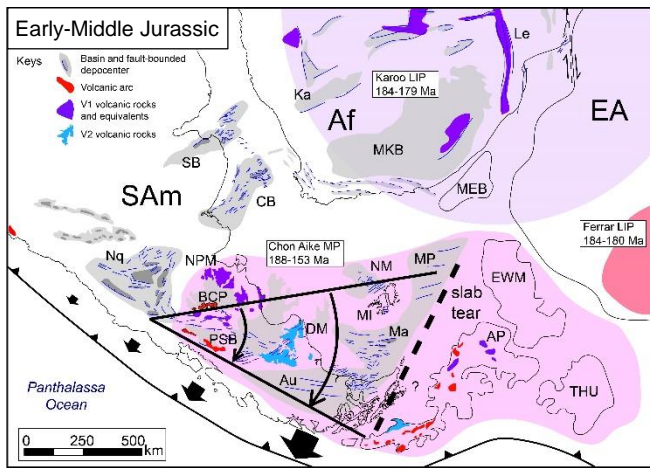 Early-Middle Jurassic
Keys
Basin and fault-bounded
depocenter
Volcanic arc
V1 volcanic rocks
and equivalents
V2 volcanic rocks
Le
Karoo LIP
184-179 Ma
Ka
Af
EA
MKB
SB
MEB
SAm
CB
Ferrar LIP
184-180 Ma
Chon Aike MP
188-153 Ma
Nq
NPM
NM
MP
EWM
BCP
slab
tear
MI
DM
PSB
Ma
AP
Au
?
THU
Panthalassa
Ocean
0 250 500
km